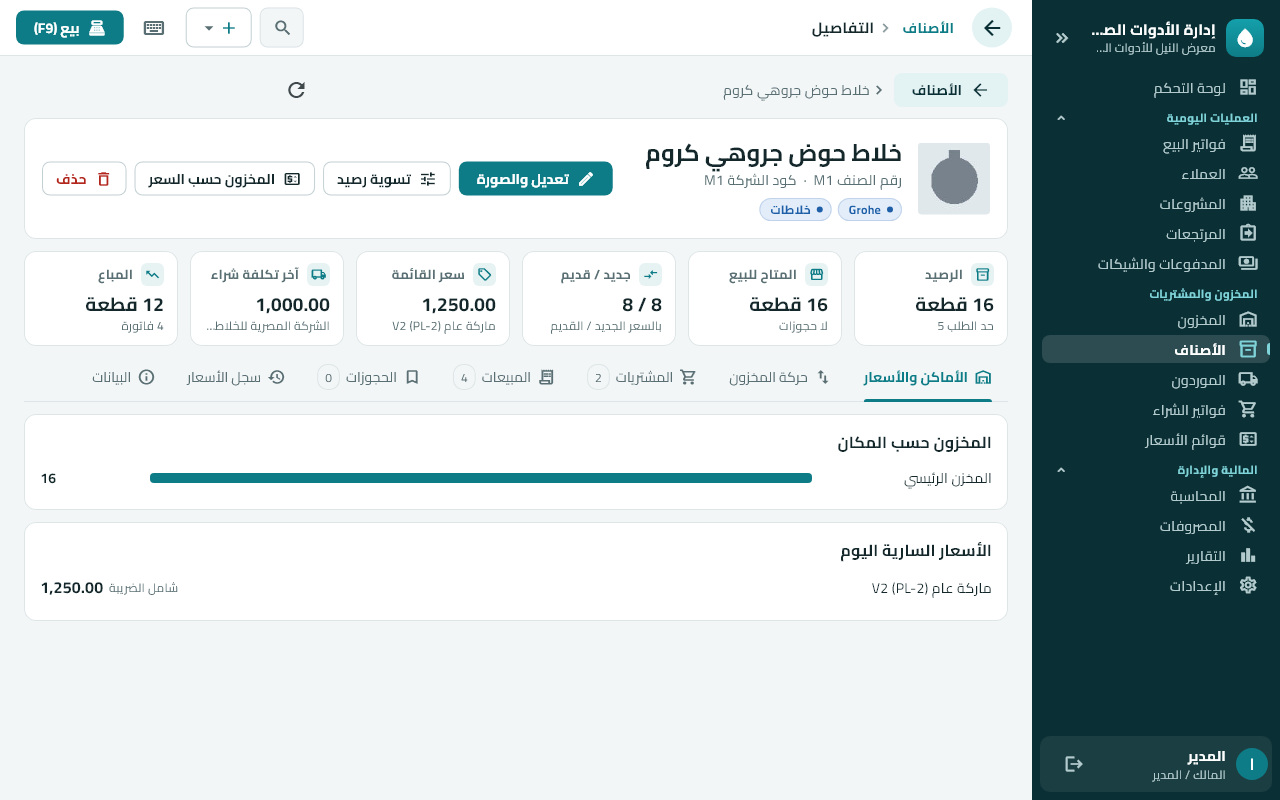 إدارة الأدوات الصـ...
معرض النيل للأدوات الـ...
لوحة التحكم
العمليات اليومية
فواتير البيع
العملاء
المشروعات
المرتجعات
المدفوعات والشيكات
المخزون والمشتريات
المخزون
الأصناف
الموردون
فواتير الشراء
قوائم الأسعار
المالية والإدارة
المحاسبة
المصروفات
التقارير
الإعدادات
ا
المدير
المالك / المدير
الأصناف
التفاصيل
بيع (F9)
الأصناف
خلاط حوض جروهي كروم
خلاط حوض جروهي كروم
رقم الصنف M1 · كود الشركة M1
Grohe
خلاطات
تعديل والصورة
تسوية رصيد
المخزون حسب السعر
حذف
الرصيد
16 قطعة
حد الطلب 5
المتاح للبيع
16 قطعة
لا حجوزات
جديد / قديم
8 / 8
بالسعر الجديد / القديم
سعر القائمة
1,250.00
ماركة عام V2 (PL-2)
آخر تكلفة شراء
1,000.00
الشركة المصرية للخلاط...
المباع
12 قطعة
4 فاتورة
الأماكن والأسعار
حركة المخزون
المشتريات 2
المبيعات 4
الحجوزات 0
سجل الأسعار
البيانات
المخزون حسب المكان
المخزن الرئيسي
16
الأسعار السارية اليوم
ماركة عام V2 (PL-2)
شامل الضريبة 1,250.00